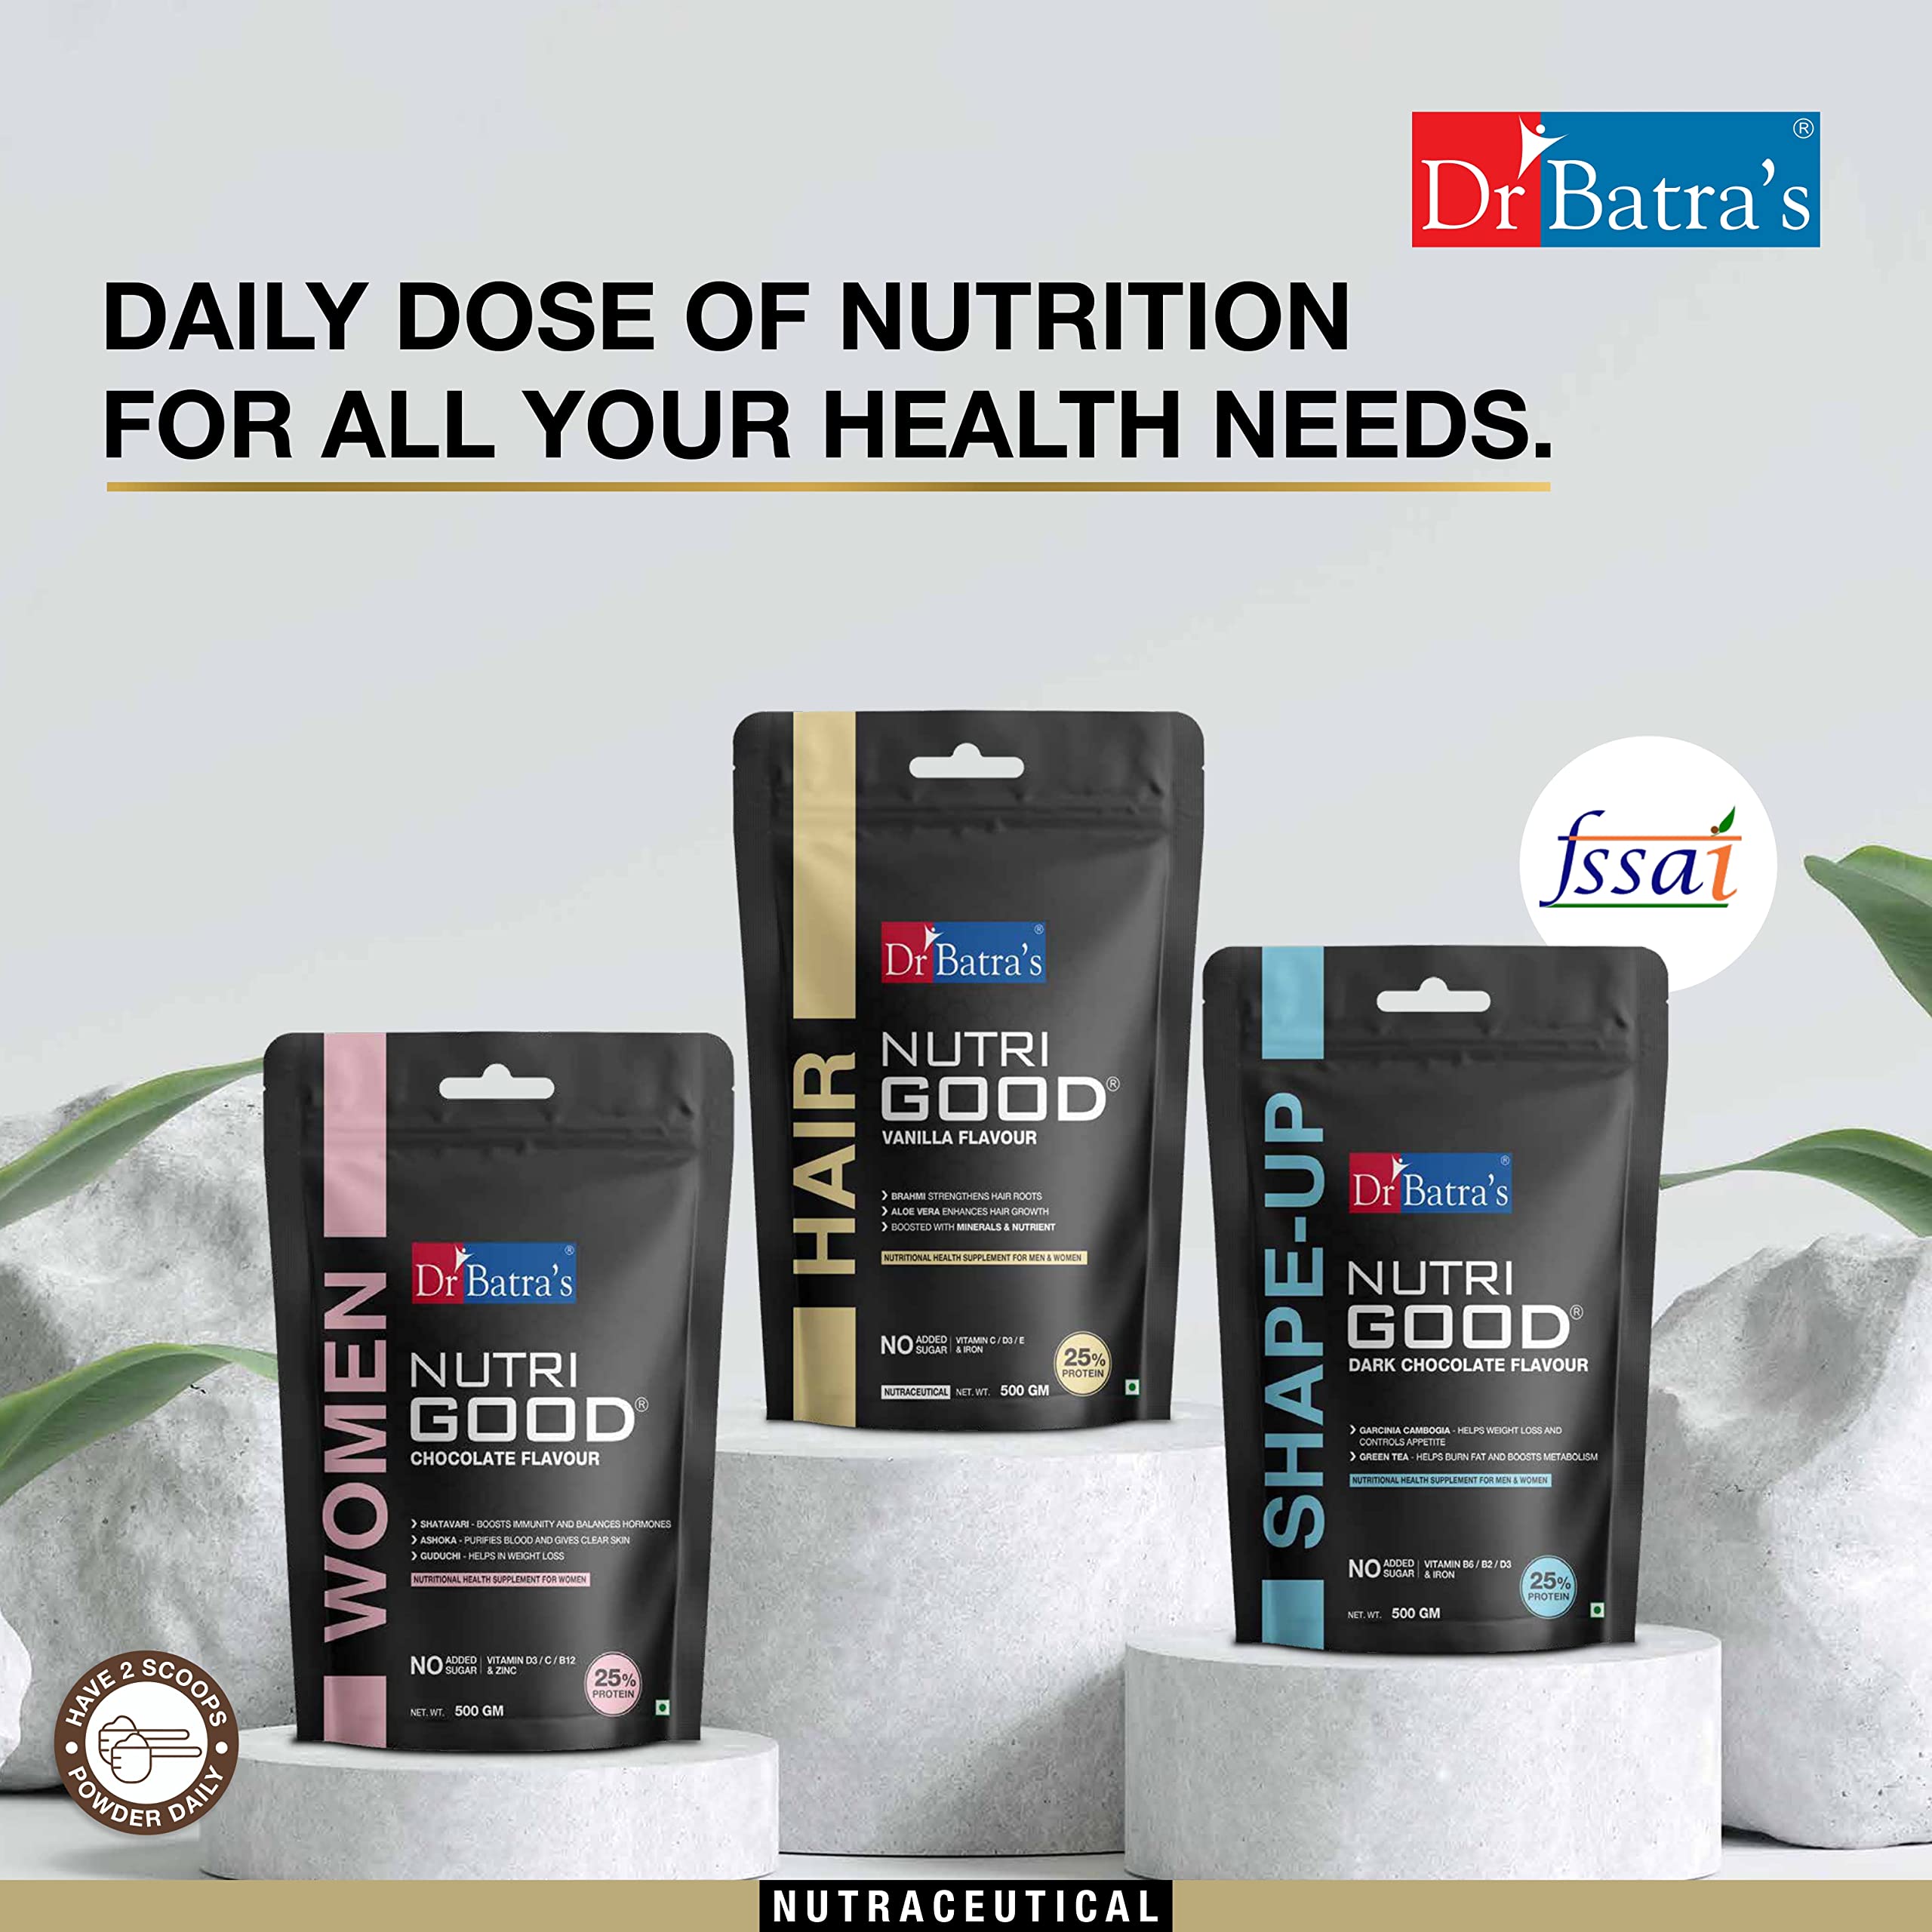 Dr Batra's ®
DAILY DOSE OF NUTRITION
FOR ALL YOUR HEALTH NEEDS.
fssai
HAIR
Dr Batra's ®
NUTRI
GOOD®
VANILLA FLAVOUR
❯ BRAHMI STRENGTHENS HAIR ROOTS
❯ ALOE VERA ENHANCES HAIR GROWTH
❯ BOOSTED WITH MINERALS & NUTRIENT
NUTRITIONAL HEALTH SUPPLEMENT FOR MEN & WOMEN
NO ADDED SUGAR | VITAMIN C / D3 / E & IRON
25% PROTEIN
NUTRACEUTICAL NET. WT. 500 GM
SHAPE-UP
Dr Batra's ®
NUTRI
GOOD®
DARK CHOCOLATE FLAVOUR
❯ GARCINIA CAMBOGIA - HELPS WEIGHT LOSS AND
CONTROLS APPETITE
❯ GREEN TEA - HELPS BURN FAT AND BOOSTS METABOLISM
NUTRITIONAL HEALTH SUPPLEMENT FOR MEN & WOMEN
NO ADDED SUGAR | VITAMIN B6 / B2 / D3 & IRON
25% PROTEIN
NET. WT. 500 GM
WOMEN
Dr Batra's ®
NUTRI
GOOD®
CHOCOLATE FLAVOUR
❯ SHATAVARI - BOOSTS IMMUNITY AND BALANCES HORMONES
❯ ASHOKA - PURIFIES BLOOD AND GIVES CLEAR SKIN
❯ GUDUCHI - HELPS IN WEIGHT LOSS
NUTRITIONAL HEALTH SUPPLEMENT FOR WOMEN
NO ADDED SUGAR | VITAMIN D3 / C / B12 & ZINC
25% PROTEIN
NET. WT. 500 GM
HAVE 2 SCOOPS
• POWDER DAILY •
NUTRACEUTICAL